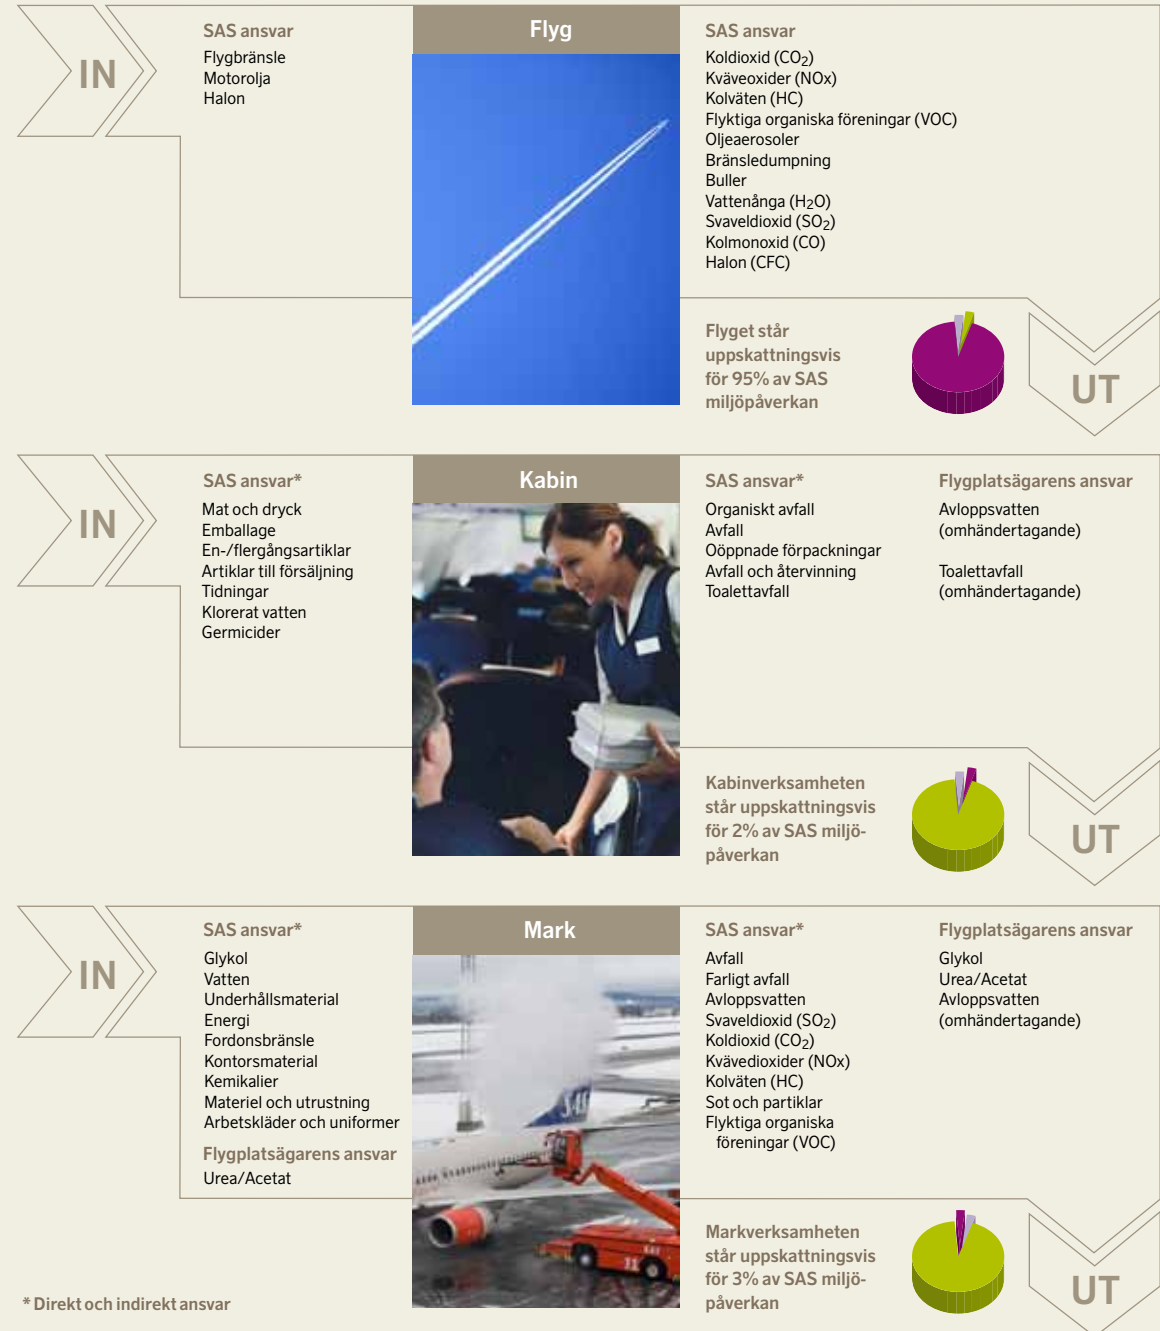 IN
SAS ansvar
Flygbränsle
Motorolja
Halon
Flyg
SAS ansvar
Koldioxid (CO2)
Kväveoxider (NOx)
Kolväten (HC)
Flyktiga organiska föreningar (VOC)
Oljeaerosoler
Bränsledumpning
Buller
Vattenånga (H2O)
Svaveldioxid (SO2)
Kolmonoxid (CO)
Halon (CFC)
Flyget står
uppskattningsvis
för 95% av SAS
miljöpåverkan
UT
IN
SAS ansvar*
Mat och dryck
Emballage
En-/flergångsartiklar
Artiklar till försäljning
Tidningar
Klorerat vatten
Germicider
Kabin
SAS ansvar*
Organiskt avfall
Avfall
Oöppnade förpackningar
Avfall och återvinning
Toalettavfall
Flygplatsägarens ansvar
Avloppsvatten
(omhändertagande)
Toalettavfall
(omhändertagande)
Kabinverksamheten
står uppskattningsvis
för 2% av SAS miljö-
påverkan
UT
IN
SAS ansvar*
Glykol
Vatten
Underhållsmaterial
Energi
Fordonsbränsle
Kontorsmaterial
Kemikalier
Materiel och utrustning
Arbetskläder och uniformer
Flygplatsägarens ansvar
Urea/Acetat
Mark
SAS
SAS ansvar*
Avfall
Farligt avfall
Avloppsvatten
Svaveldioxid (SO2)
Koldioxid (CO2)
Kvävedioxider (NOx)
Kolväten (HC)
Sot och partiklar
Flyktiga organiska
föreningar (VOC)
Flygplatsägarens ansvar
Glykol
Urea/Acetat
Avloppsvatten
(omhändertagande)
Markverksamheten
står uppskattningsvis
för 3% av SAS miljö-
påverkan
UT
* Direkt och indirekt ansvar